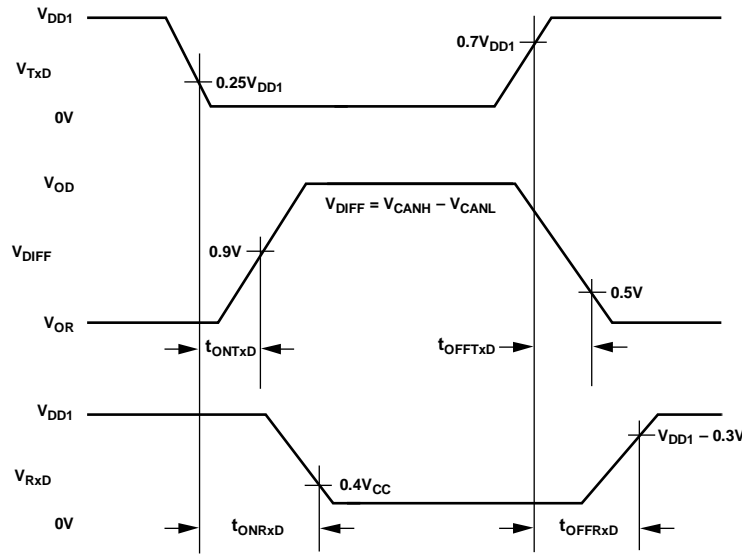 VDD1
0.7VDD1
VTxD
0.25VDD1
0V
VOD
VDIFF = VCANH – VCANL
VDIFF
0.9V
0.5V
VOR
tONTxD
tOFFTxD
VDD1
VDD1 – 0.3V
VRxD
0.4VCC
0V
tONRxD
tOFFRxD